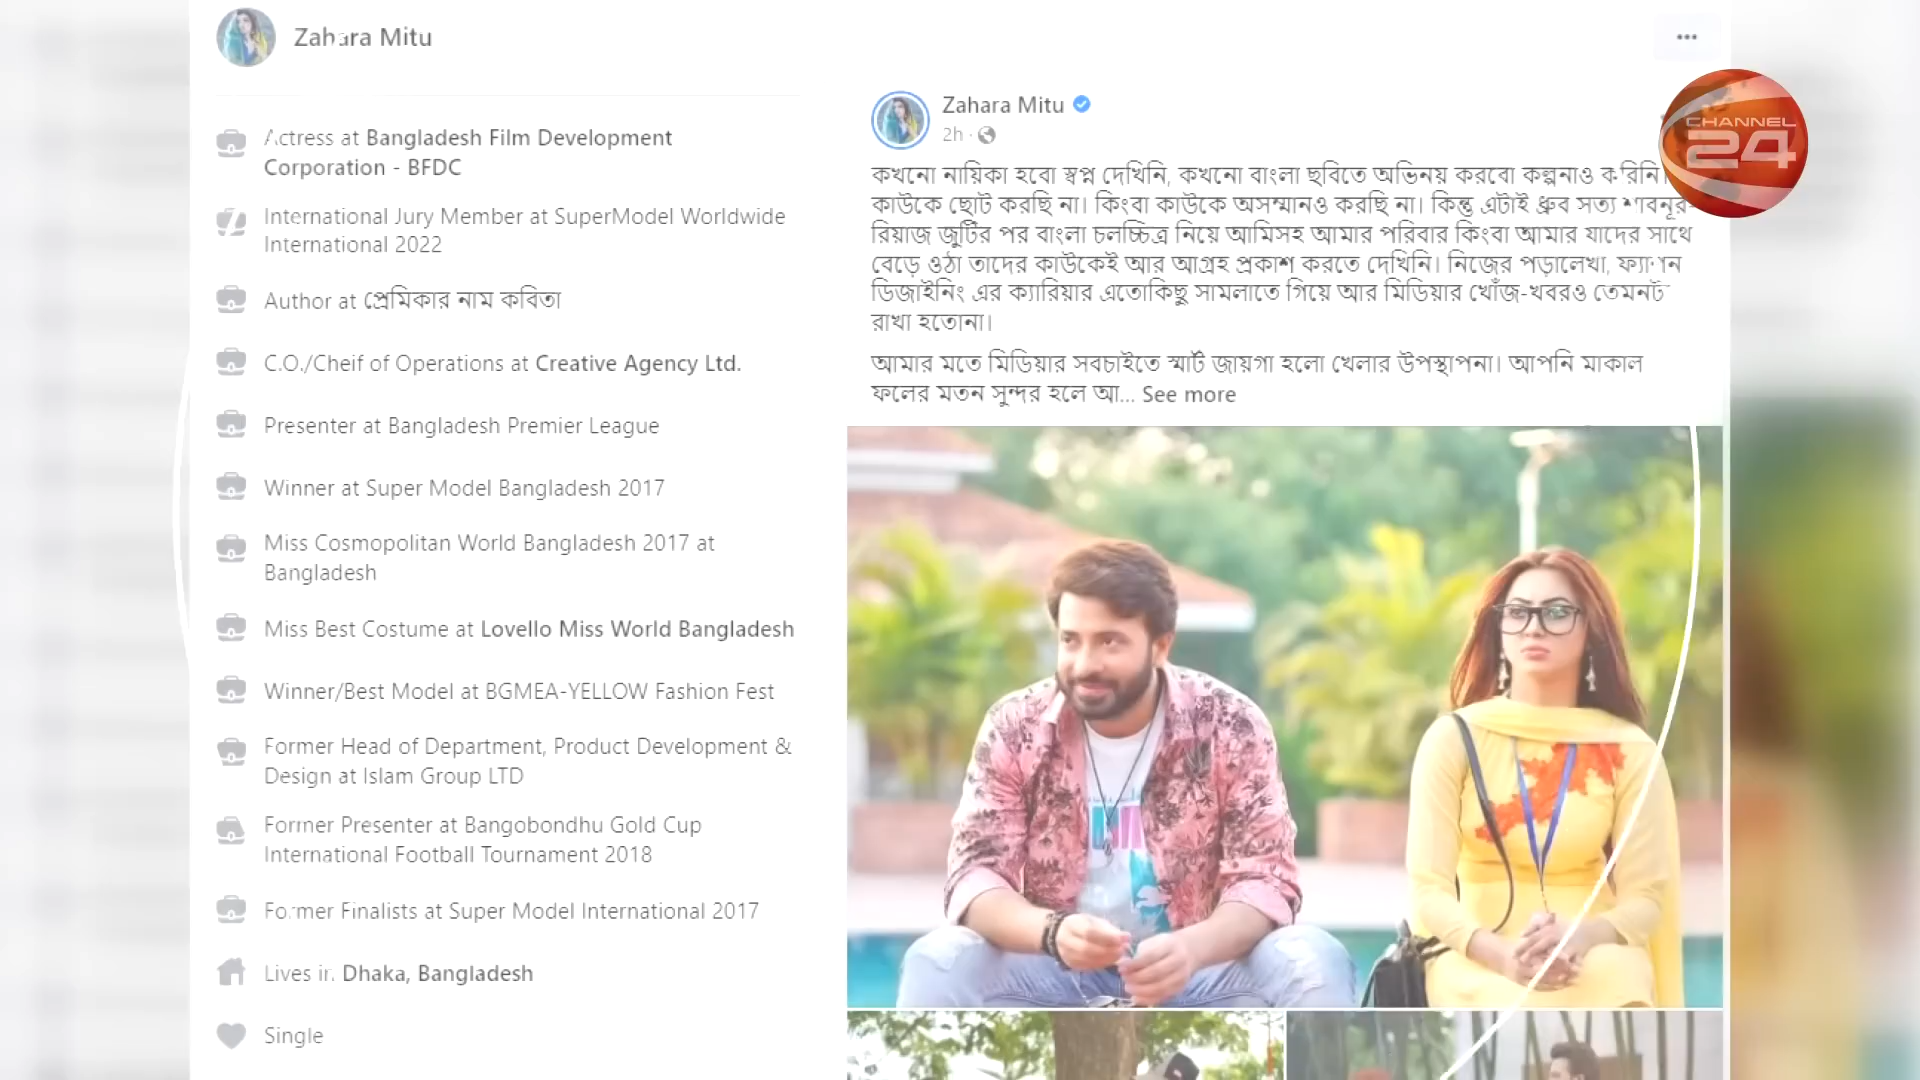 Zahara Mitu
Actress at Bangladesh Film Development
Corporation - BFDC
International Jury Member at SuperModel Worldwide
International 2022
Author at প্রেমিকার নাম কবিতা
C.O./Cheif of Operations at Creative Agency Ltd.
Presenter at Bangladesh Premier League
Winner at Super Model Bangladesh 2017
Miss Cosmopolitan World Bangladesh 2017 at
Bangladesh
Miss Best Costume at Lovello Miss World Bangladesh
Winner/Best Model at BGMEA-YELLOW Fashion Fest
Former Head of Department, Product Development &
Design at Islam Group LTD
Former Presenter at Bangobondhu Gold Cup
International Football Tournament 2018
Former Finalists at Super Model International 2017
Lives in Dhaka, Bangladesh
Single
Zahara Mitu
2h ·
কখনো নায়িকা হবো স্বপ্ন দেখিনি, কখনো বাংলা ছবিতে অভিনয় করবো কল্পনাও করিনি।
কাউকে ছোট করছি না। কিংবা কাউকে অসম্মানও করছি না। কিন্তু এটাই ধ্রুব সত্য শাবনূর-
রিয়াজ জুটির পর বাংলা চলচ্চিত্র নিয়ে আমিসহ আমার পরিবার কিংবা আমার যাদের সাথে
বেড়ে ওঠা তাদের কাউকেই আর আগ্রহ প্রকাশ করতে দেখিনি। নিজের পড়ালেখা, ফ্যাশন
ডিজাইনিং এর ক্যারিয়ার এতোকিছু সামলাতে গিয়ে আর মিডিয়ার খোঁজ-খবরও তেমনটা
রাখা হতোনা।
আমার মতে মিডিয়ার সবচাইতে স্মার্ট জায়গা হলো খেলার উপস্থাপনা। আপনি মাকাল
ফলের মতন সুন্দর হলে আ... See more
CHANNEL
24